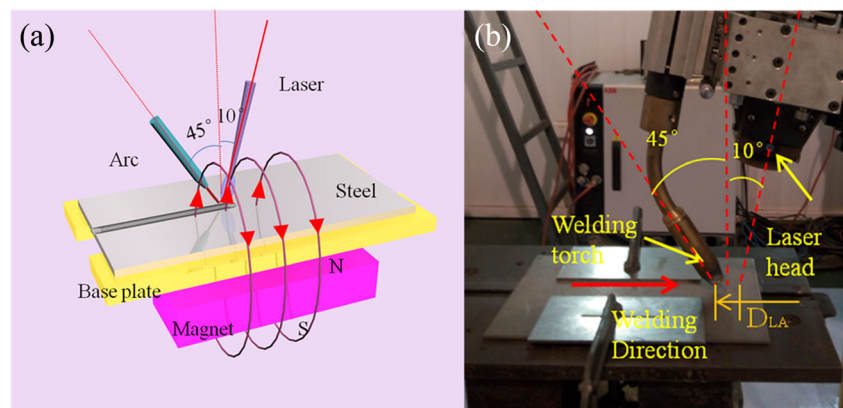 (a)
Laser
45°
10°
Arc
Steel
N
Base plate
Magnet
S
(b)
45°
10°
Welding
torch
Laser
head
DLA
Welding
Direction